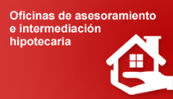 Oficinas de asesoramiento
e intermediación
hipotecaria